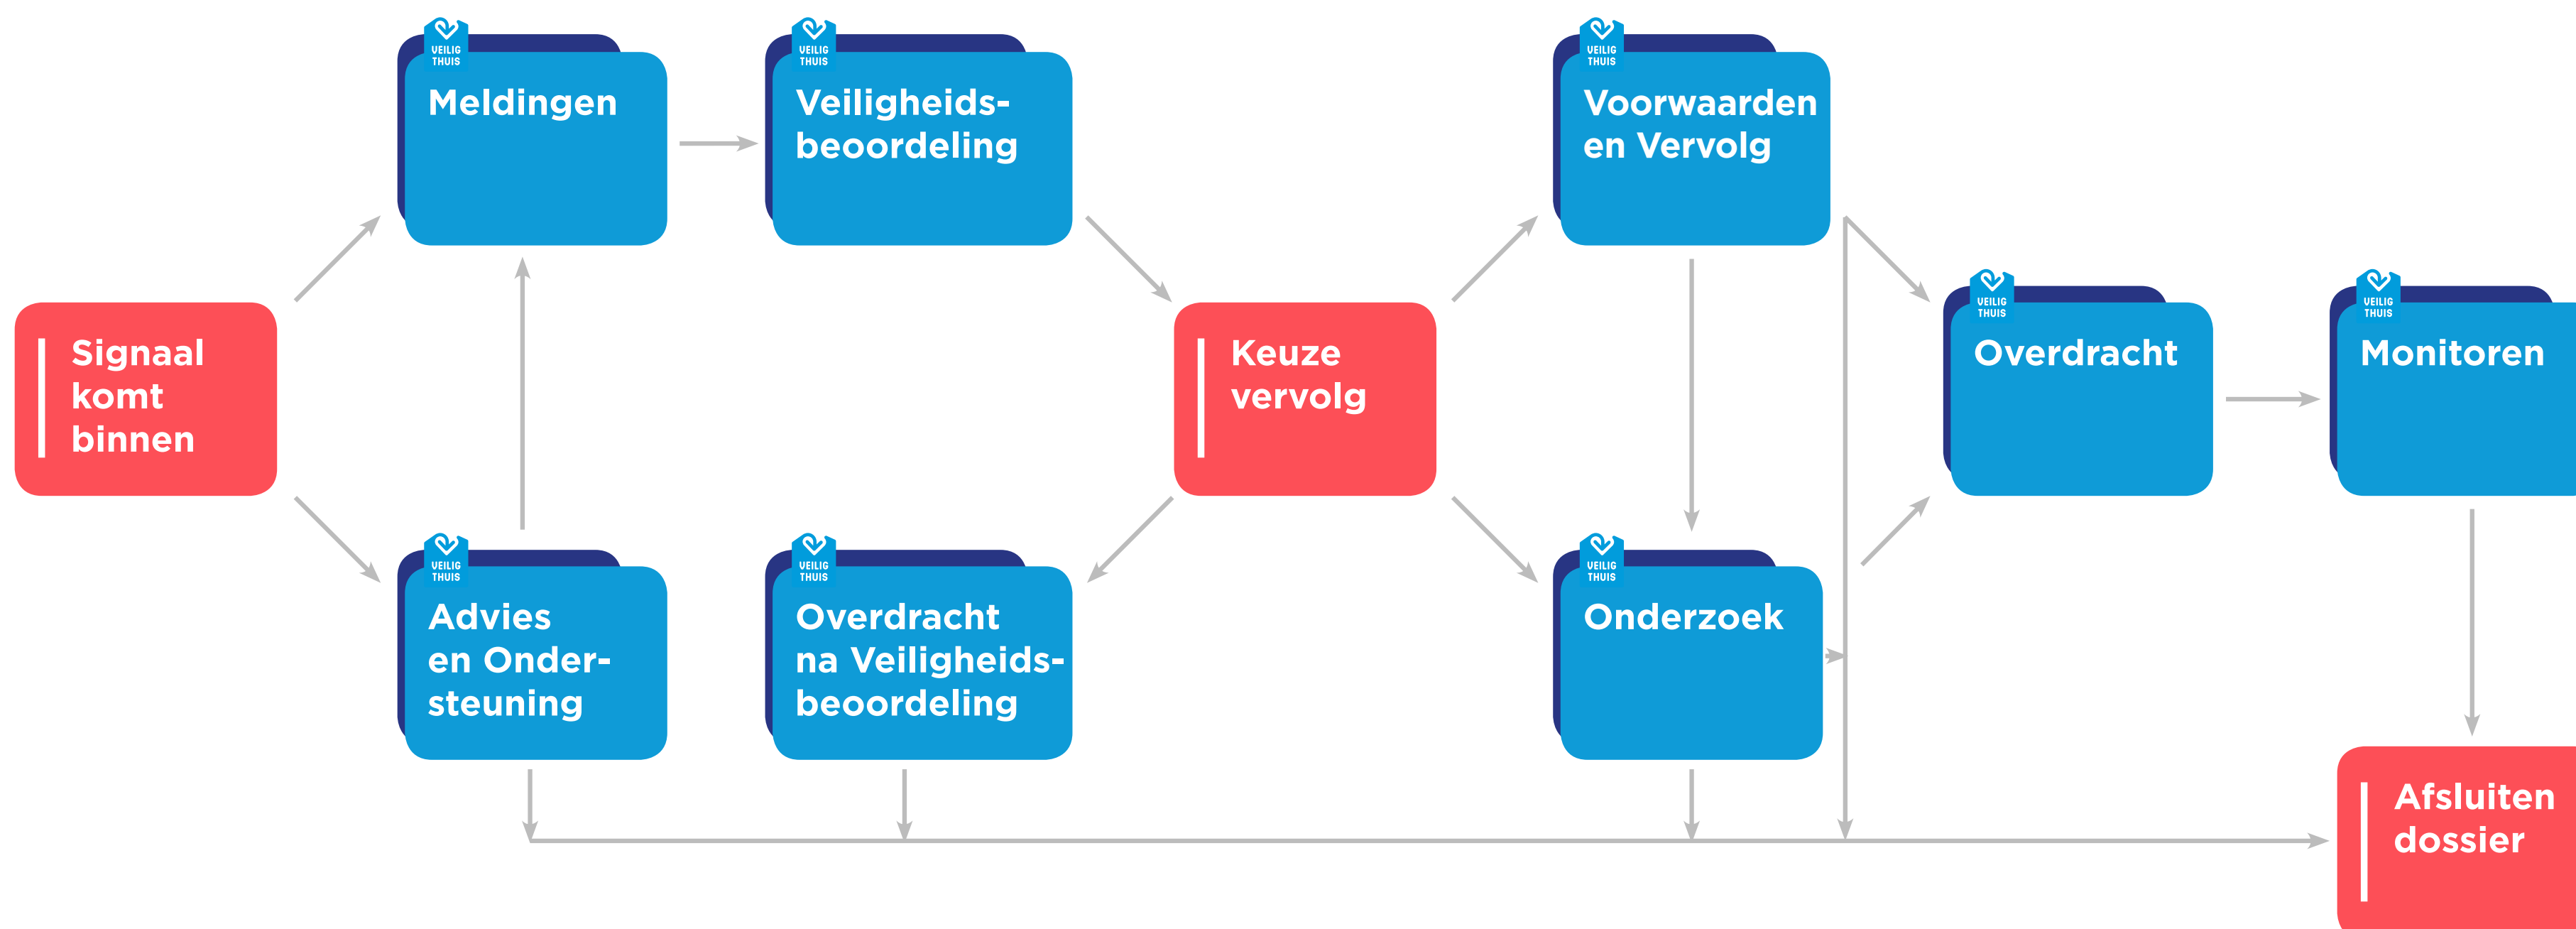 VEILIG
THUIS
Meldingen
VEILIG
THUIS
Veiligheids-
beoordeling
VEILIG
THUIS
Voorwaarden
en Vervolg
Signaal
komt
binnen
Keuze
vervolg
VEILIG
THUIS
Overdracht
VEILIG
THUIS
Monitoren
VEILIG
THUIS
Advies
en Onder-
steuning
VEILIG
THUIS
Overdracht
na Veiligheids-
beoordeling
VEILIG
THUIS
Onderzoek
Afsluiten
dossier